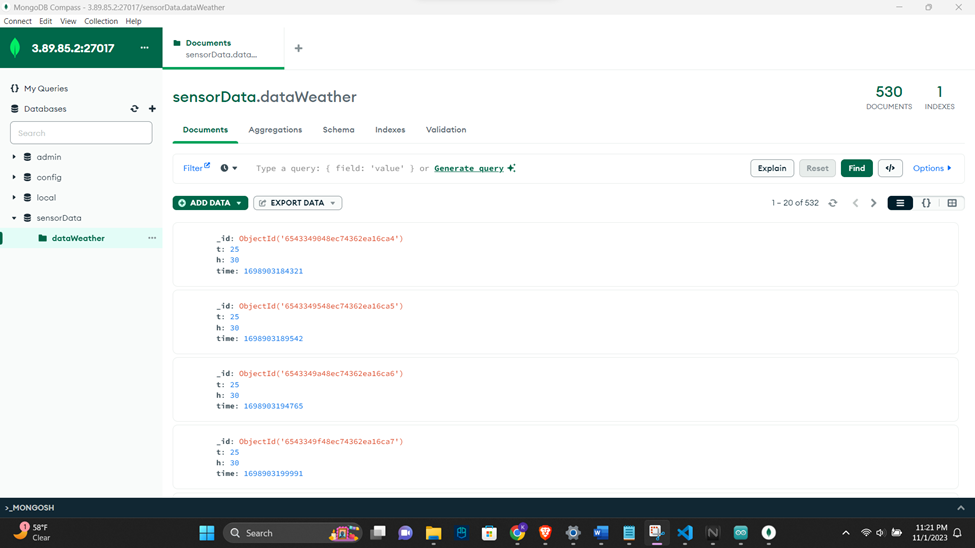 MongoDB Compass - 3.89.85.2:27017/sensorData.dataWeather
Connect Edit View Collection Help
3.89.85.2:27017
Documents
sensorData.data...
My Queries
Databases
Search
admin
config
local
sensorData
dataWeather
sensorData.dataWeather
530
DOCUMENTS
1
INDEXES
Documents Aggregations Schema Indexes Validation
Filter Type a query: { field: 'value' } or Generate query Explain Reset Find </> Options
ADD DATA EXPORT DATA 1 – 20 of 532 {}
_id: ObjectId('6543349048ec74362ea16ca4')
t: 25
h: 30
time: 1698903184321
_id: ObjectId('6543349548ec74362ea16ca5')
t: 25
h: 30
time: 1698903189542
_id: ObjectId('6543349a48ec74362ea16ca6')
t: 25
h: 30
time: 1698903194765
_id: ObjectId('6543349f48ec74362ea16ca7')
t: 25
h: 30
time: 1698903199991
>_MONGOSH
1
58°F
Clear
Search
K
11:21 PM
11/1/2023